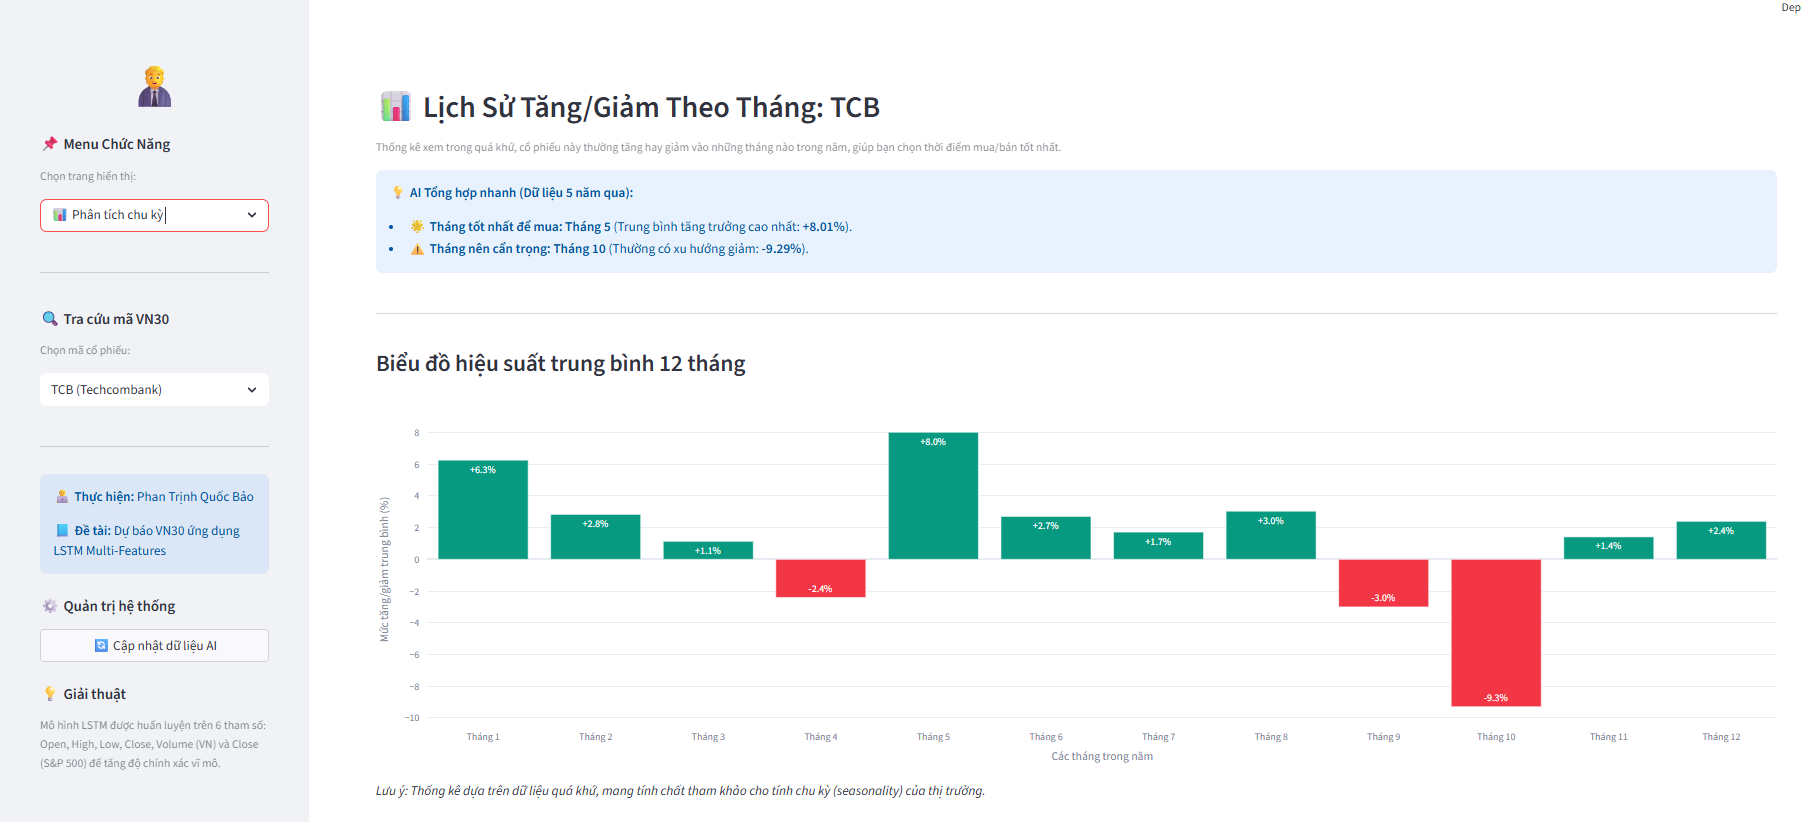 Dep
📌 Menu Chức Năng
Chọn trang hiển thị:
📊 Phân tích chu kỳ
🔍 Tra cứu mã VN30
Chọn mã cổ phiếu:
TCB (Techcombank)
Thực hiện: Phan Trịnh Quốc Bảo
📘 Đề tài: Dự báo VN30 ứng dụng
LSTM Multi-Features
⚙️ Quản trị hệ thống
🔄 Cập nhật dữ liệu AI
💡 Giải thuật
Mô hình LSTM được huấn luyện trên 6 tham số:
Open, High, Low, Close, Volume (VN) và Close
(S&P 500) để tăng độ chính xác vĩ mô.
📊 Lịch Sử Tăng/Giảm Theo Tháng: TCB
Thống kê xem trong quá khứ, cổ phiếu này thường tăng hay giảm vào những tháng nào trong năm, giúp bạn chọn thời điểm mua/bán tốt nhất.
💡 AI Tổng hợp nhanh (Dữ liệu 5 năm qua):
• 🌟 Tháng tốt nhất để mua: Tháng 5 (Trung bình tăng trưởng cao nhất: +8.01%).
• ⚠️ Tháng nên cẩn trọng: Tháng 10 (Thường có xu hướng giảm: -9.29%).
Biểu đồ hiệu suất trung bình 12 tháng
Mức tăng/giảm trung bình (%)
8
6
4
2
0
−2
−4
−6
−8
−10
+6.3%
+2.8%
+1.1%
-2.4%
+8.0%
+2.7%
+1.7%
+3.0%
-3.0%
-9.3%
+1.4%
+2.4%
Tháng 1
Tháng 2
Tháng 3
Tháng 4
Tháng 5
Tháng 6
Tháng 7
Tháng 8
Tháng 9
Tháng 10
Tháng 11
Tháng 12
Các tháng trong năm
Lưu ý: Thống kê dựa trên dữ liệu quá khứ, mang tính chất tham khảo cho tính chu kỳ (seasonality) của thị trường.